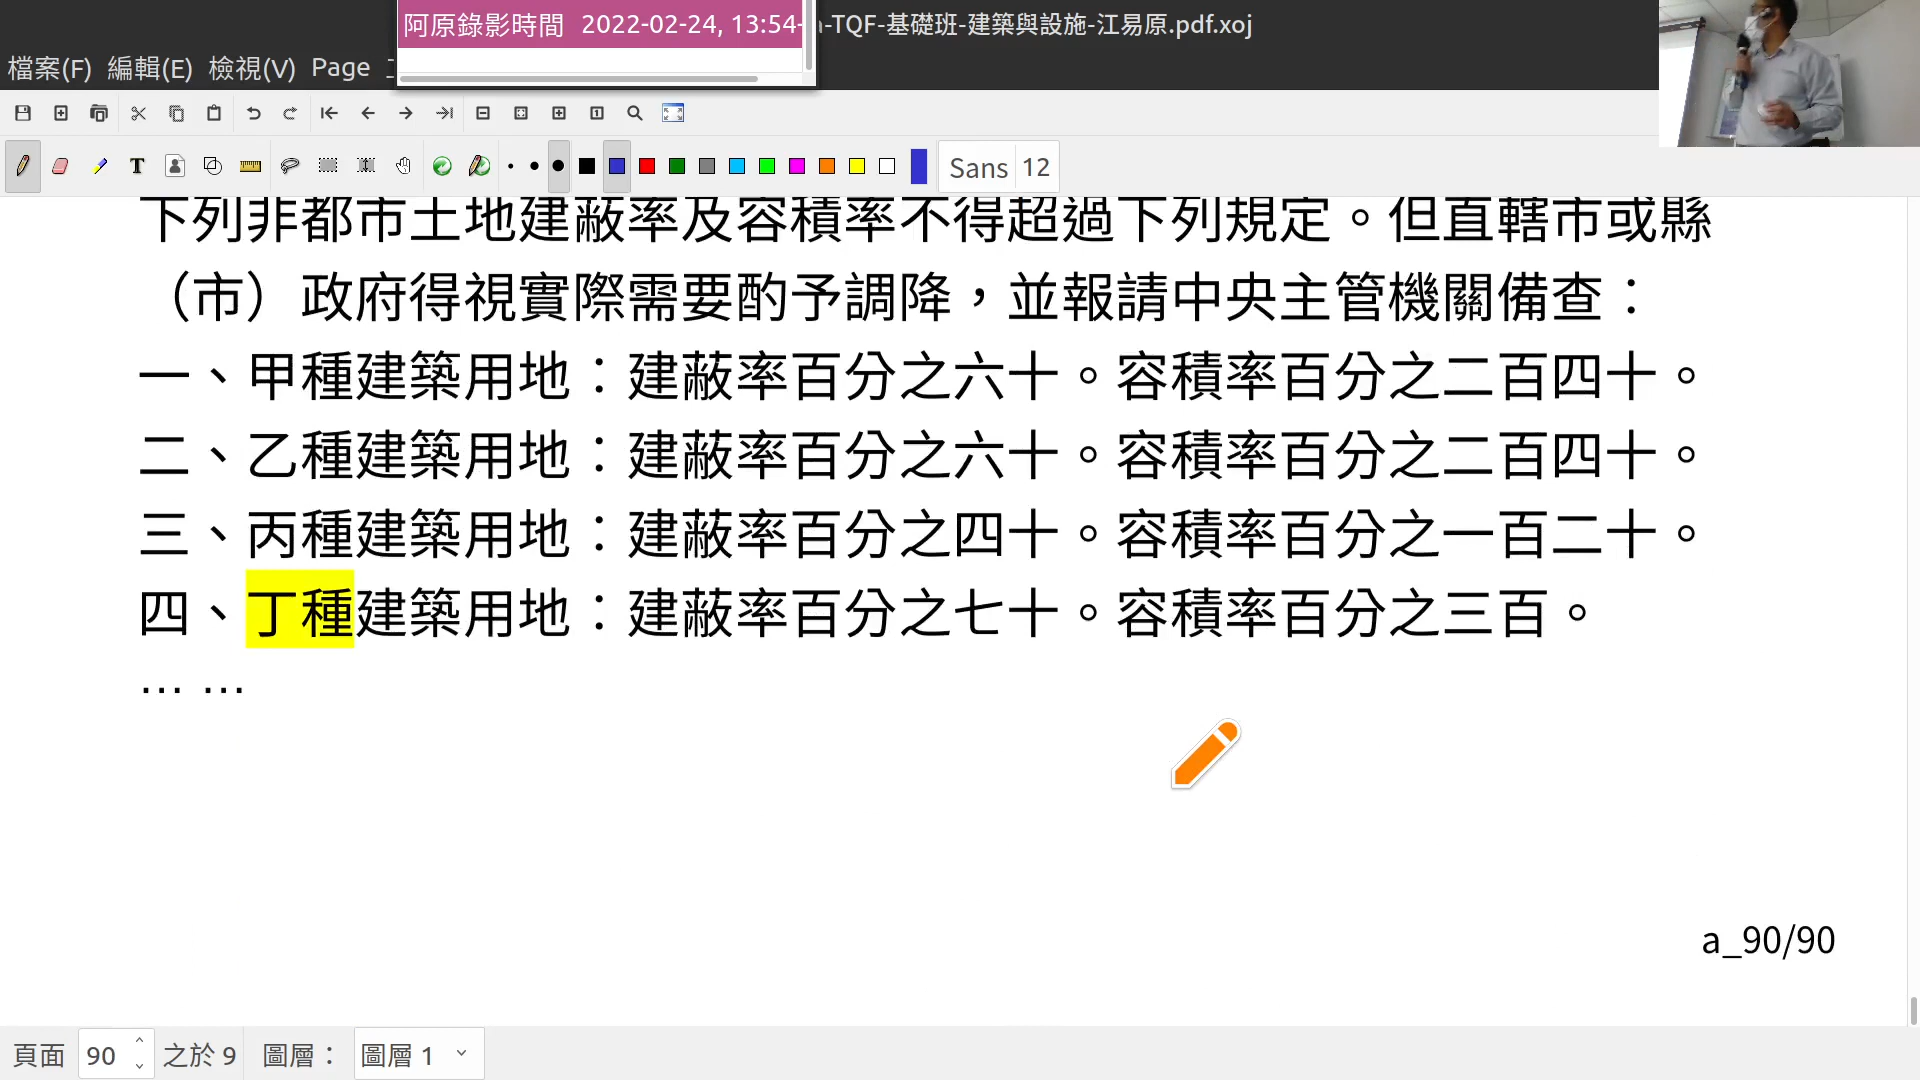 阿原錄影時間 2022-02-24, 13:54-
-TQF-基礎班-建築與設施-江易原.pdf.xoj
檔案(F) 編輯(E) 檢視(V) Page
T
Sans 12
下列非都市土地建蔽率及容積率不得超過下列規定。但直轄市或縣
（市）政府得視實際需要酌予調降，並報請中央主管機關備查：
一、甲種建築用地：建蔽率百分之六十。容積率百分之二百四十。
二、乙種建築用地：建蔽率百分之六十。容積率百分之二百四十。
三、丙種建築用地：建蔽率百分之四十。容積率百分之一百二十。
四、丁種建築用地：建蔽率百分之七十。容積率百分之三百。
… …
a_90/90
頁面 90 之於 9 圖層： 圖層 1